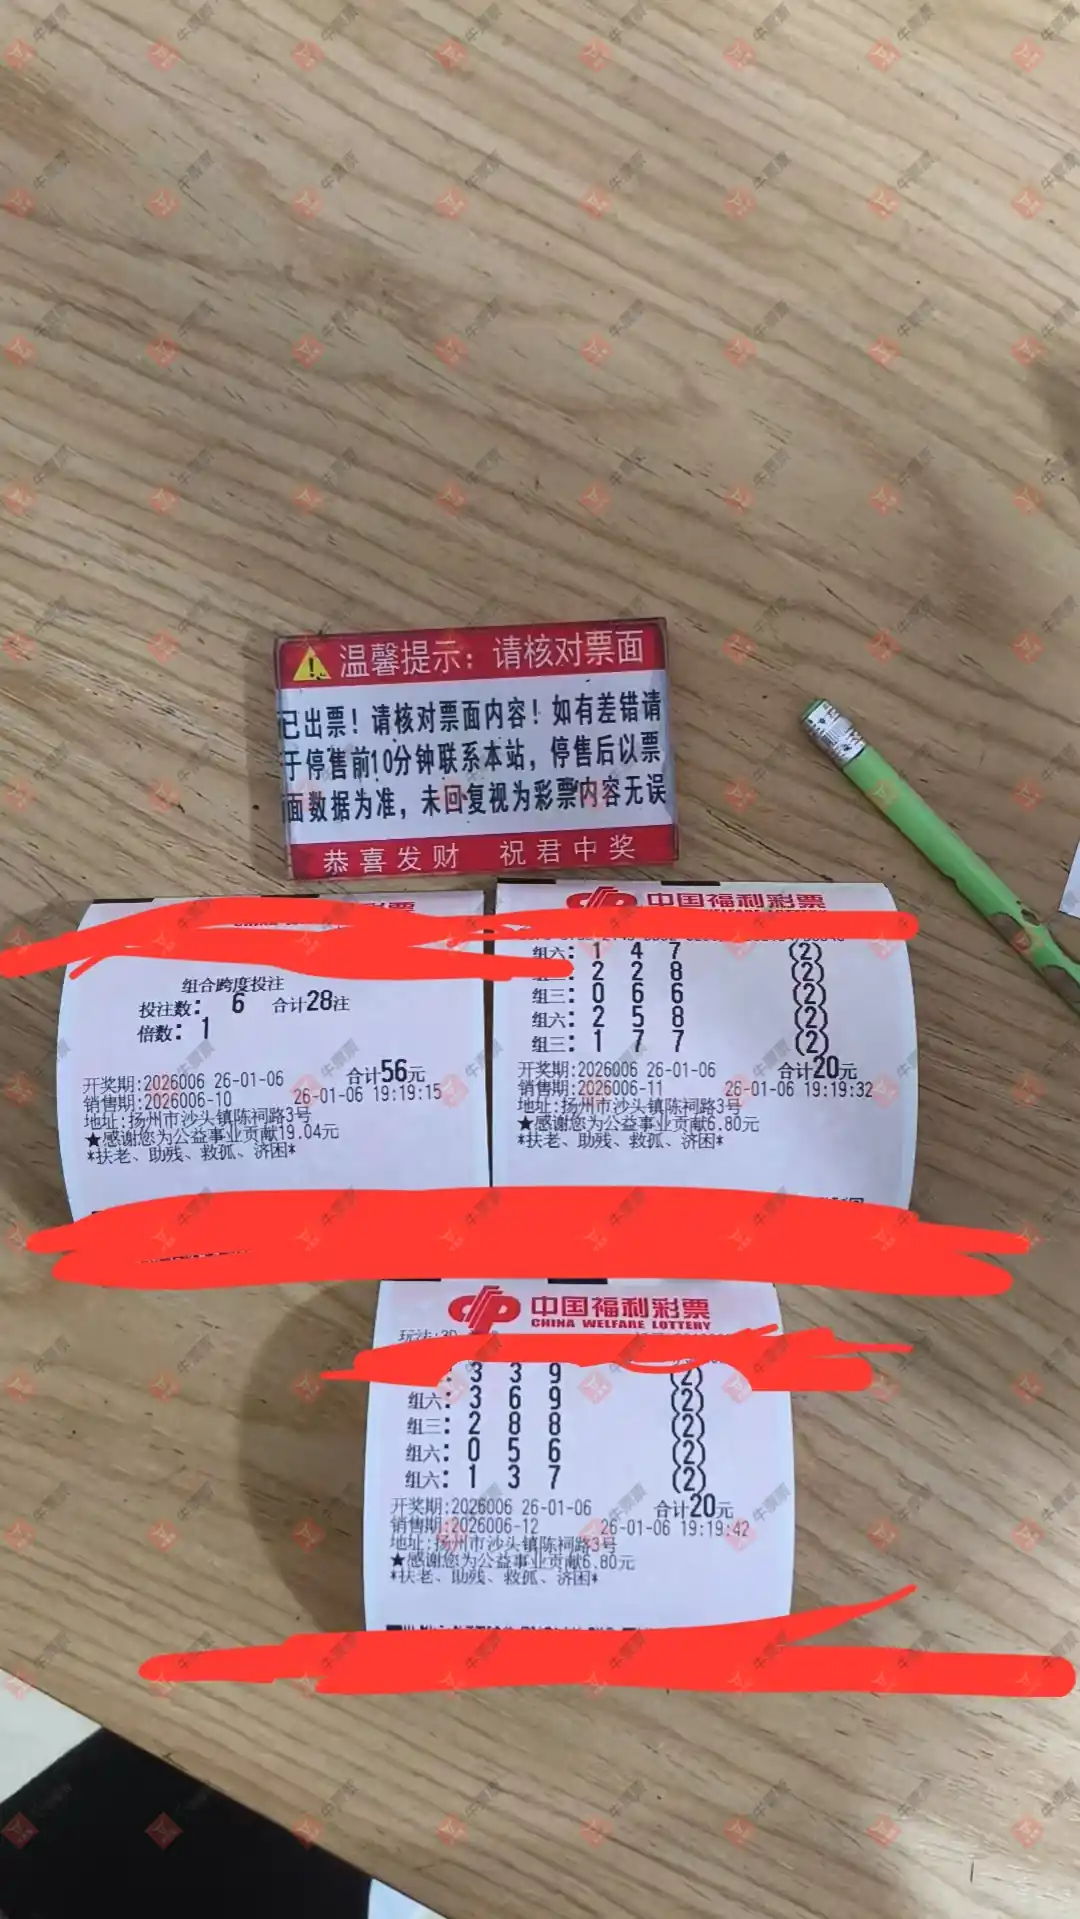 温馨提示：请核对票面
已出票！请核对票面内容！如有差错请
于停售前10分钟联系本站，停售后以票
面数据为准，未回复视为彩票内容无误
恭喜发财 祝君中奖
彩票
组合跨度投注
投注数： 6 合计28注
倍数： 1
合计56元
开奖期:2026006 26-01-06
销售期:2026006-10 26-01-06 19:19:15
地址:扬州市沙头镇陈祠路3号
★感谢您为公益事业贡献19.04元
*扶老、助残、救孤、济困*
中国福利彩票
组六： 1 4 7 (2)
2 2 8 (2)
组三： 0 6 6 (2)
组六： 2 5 8 (2)
组三： 1 7 7 (2)
开奖期:2026006 26-01-06 合计20元
销售期:2026006-11 26-01-06 19:19:32
地址:扬州市沙头镇陈祠路3号
★感谢您为公益事业贡献6.80元
*扶老、助残、救孤、济困*
中国福利彩票
CHINA WELFARE LOTTERY
玩法:3D
3 3 9 (2)
组六： 3 6 9 (2)
组三： 2 8 8 (2)
组六： 0 5 6 (2)
组六： 1 3 7 (2)
开奖期:2026006 26-01-06 合计20元
销售期:2026006-12 26-01-06 19:19:42
地址:扬州市沙头镇陈祠路3号
★感谢您为公益事业贡献6.80元
*扶老、助残、救孤、济困*
牛票票